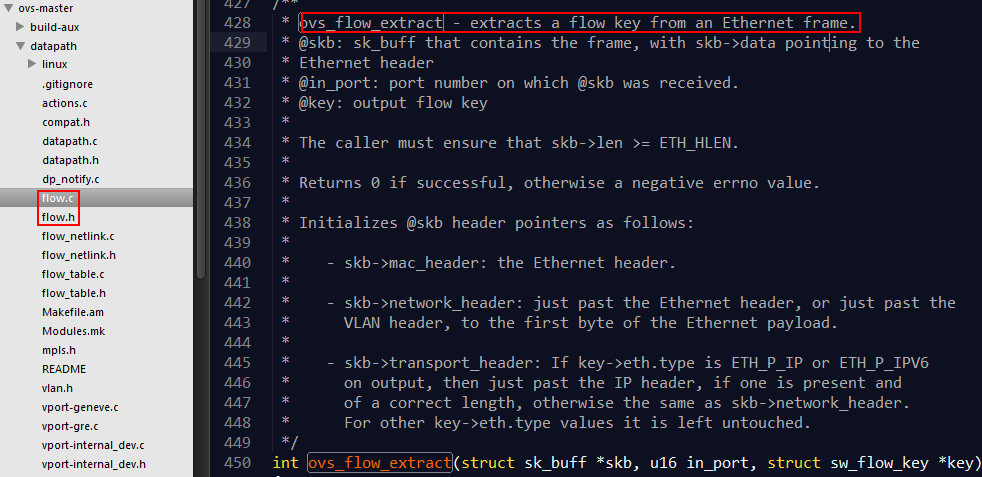 ovs-master
build-aux
datapath
linux
.gitignore
actions.c
compat.h
datapath.c
datapath.h
dp_notify.c
flow.c
flow.h
flow_netlink.c
flow_netlink.h
flow_table.c
flow_table.h
Makefile.am
Modules.mk
mpls.h
README
vlan.h
vport-geneve.c
vport-gre.c
vport-internal_dev.c
vport-internal_dev.h
427 /**
428 * ovs_flow_extract - extracts a flow key from an Ethernet frame.
429 * @skb: sk_buff that contains the frame, with skb->data pointing to the
430 * Ethernet header
431 * @in_port: port number on which @skb was received.
432 * @key: output flow key
433 *
434 * The caller must ensure that skb->len >= ETH_HLEN.
435 *
436 * Returns 0 if successful, otherwise a negative errno value.
437 *
438 * Initializes @skb header pointers as follows:
439 *
440 * - skb->mac_header: the Ethernet header.
441 *
442 * - skb->network_header: just past the Ethernet header, or just past the
443 * VLAN header, to the first byte of the Ethernet payload.
444 *
445 * - skb->transport_header: If key->eth.type is ETH_P_IP or ETH_P_IPV6
446 * on output, then just past the IP header, if one is present and
447 * of a correct length, otherwise the same as skb->network_header.
448 * For other key->eth.type values it is left untouched.
449 */
450 int ovs_flow_extract(struct sk_buff *skb, u16 in_port, struct sw_flow_key *key)